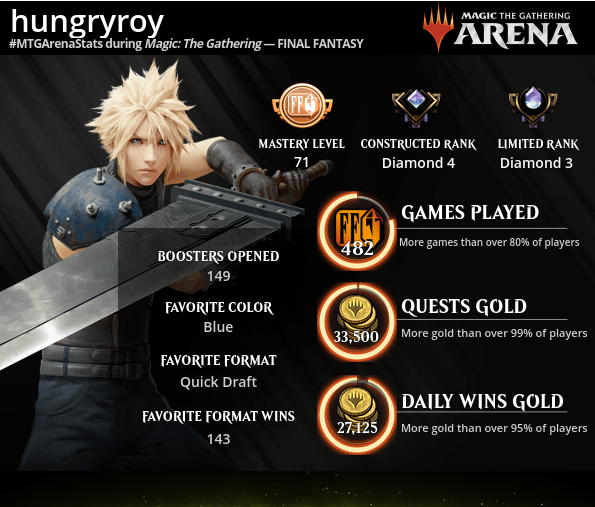 hungryroy
#MTGArenaStats during Magic: The Gathering — FINAL FANTASY
MAGIC THE GATHERING
ARENA
MASTERY LEVEL
71
CONSTRUCTED RANK
Diamond 4
LIMITED RANK
Diamond 3
GAMES PLAYED
482
More games than over 80% of players
BOOSTERS OPENED
149
FAVORITE COLOR
Blue
FAVORITE FORMAT
Quick Draft
FAVORITE FORMAT WINS
143
QUESTS GOLD
33,500
More gold than over 99% of players
DAILY WINS GOLD
27,125
More gold than over 95% of players